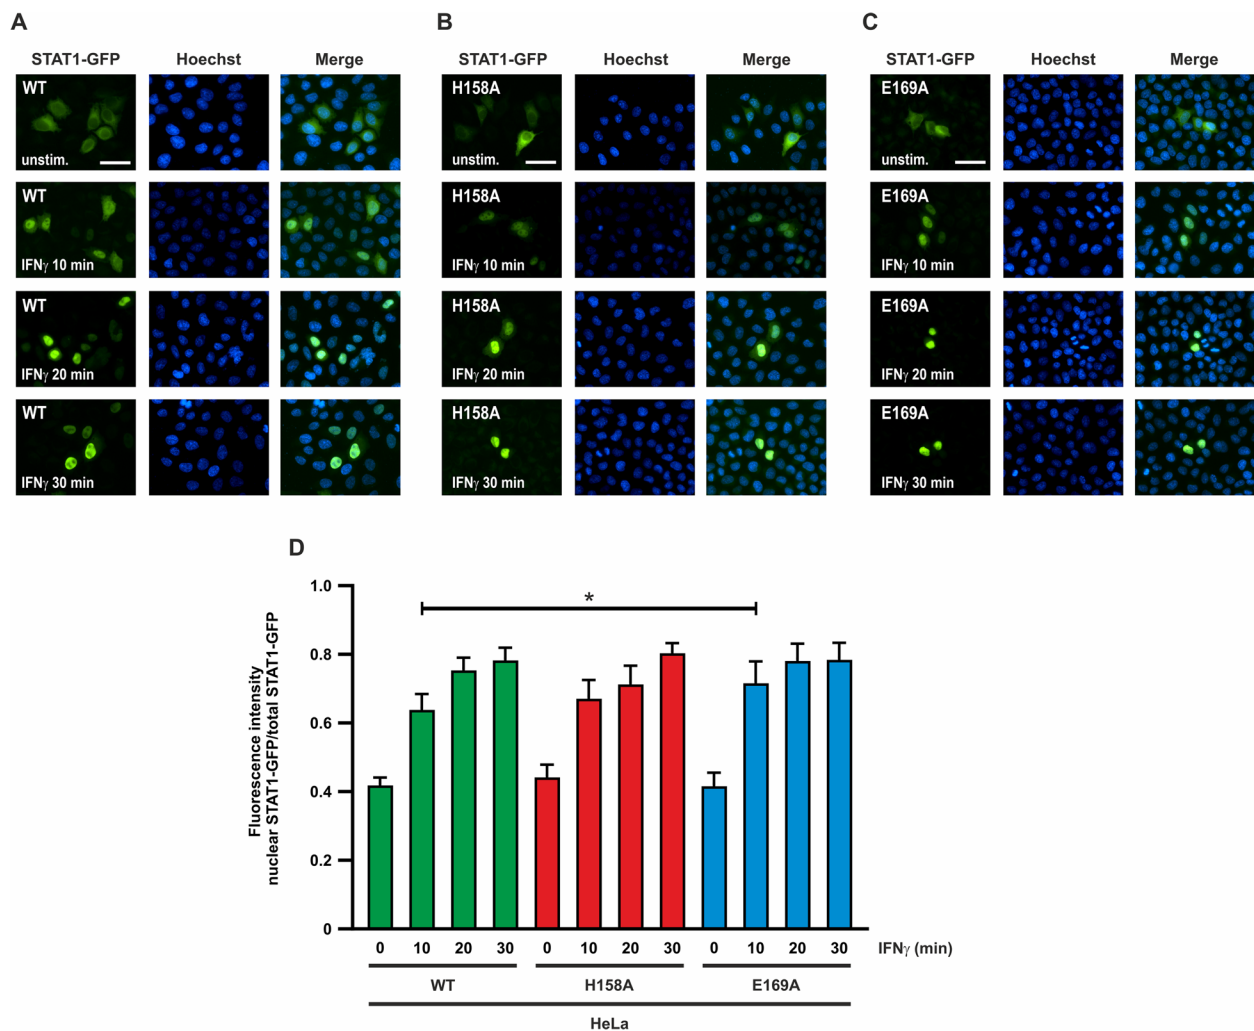 A
B
C
STAT1-GFP Hoechst Merge
STAT1-GFP Hoechst Merge
STAT1-GFP Hoechst Merge
WT
unstim.
WT
IFNγ 10 min
WT
IFNγ 20 min
WT
IFNγ 30 min
H158A
unstim.
H158A
IFNγ 10 min
H158A
IFNγ 20 min
H158A
IFNγ 30 min
E169A
unstim.
E169A
IFNγ 10 min
E169A
IFNγ 20 min
E169A
IFNγ 30 min
D
Fluorescence intensity
nuclear STAT1-GFP/total STAT1-GFP
1.0
0.8
0.6
0.4
0.2
0
*
0 10 20 30 0 10 20 30 0 10 20 30 IFNγ (min)
WT H158A E169A
HeLa